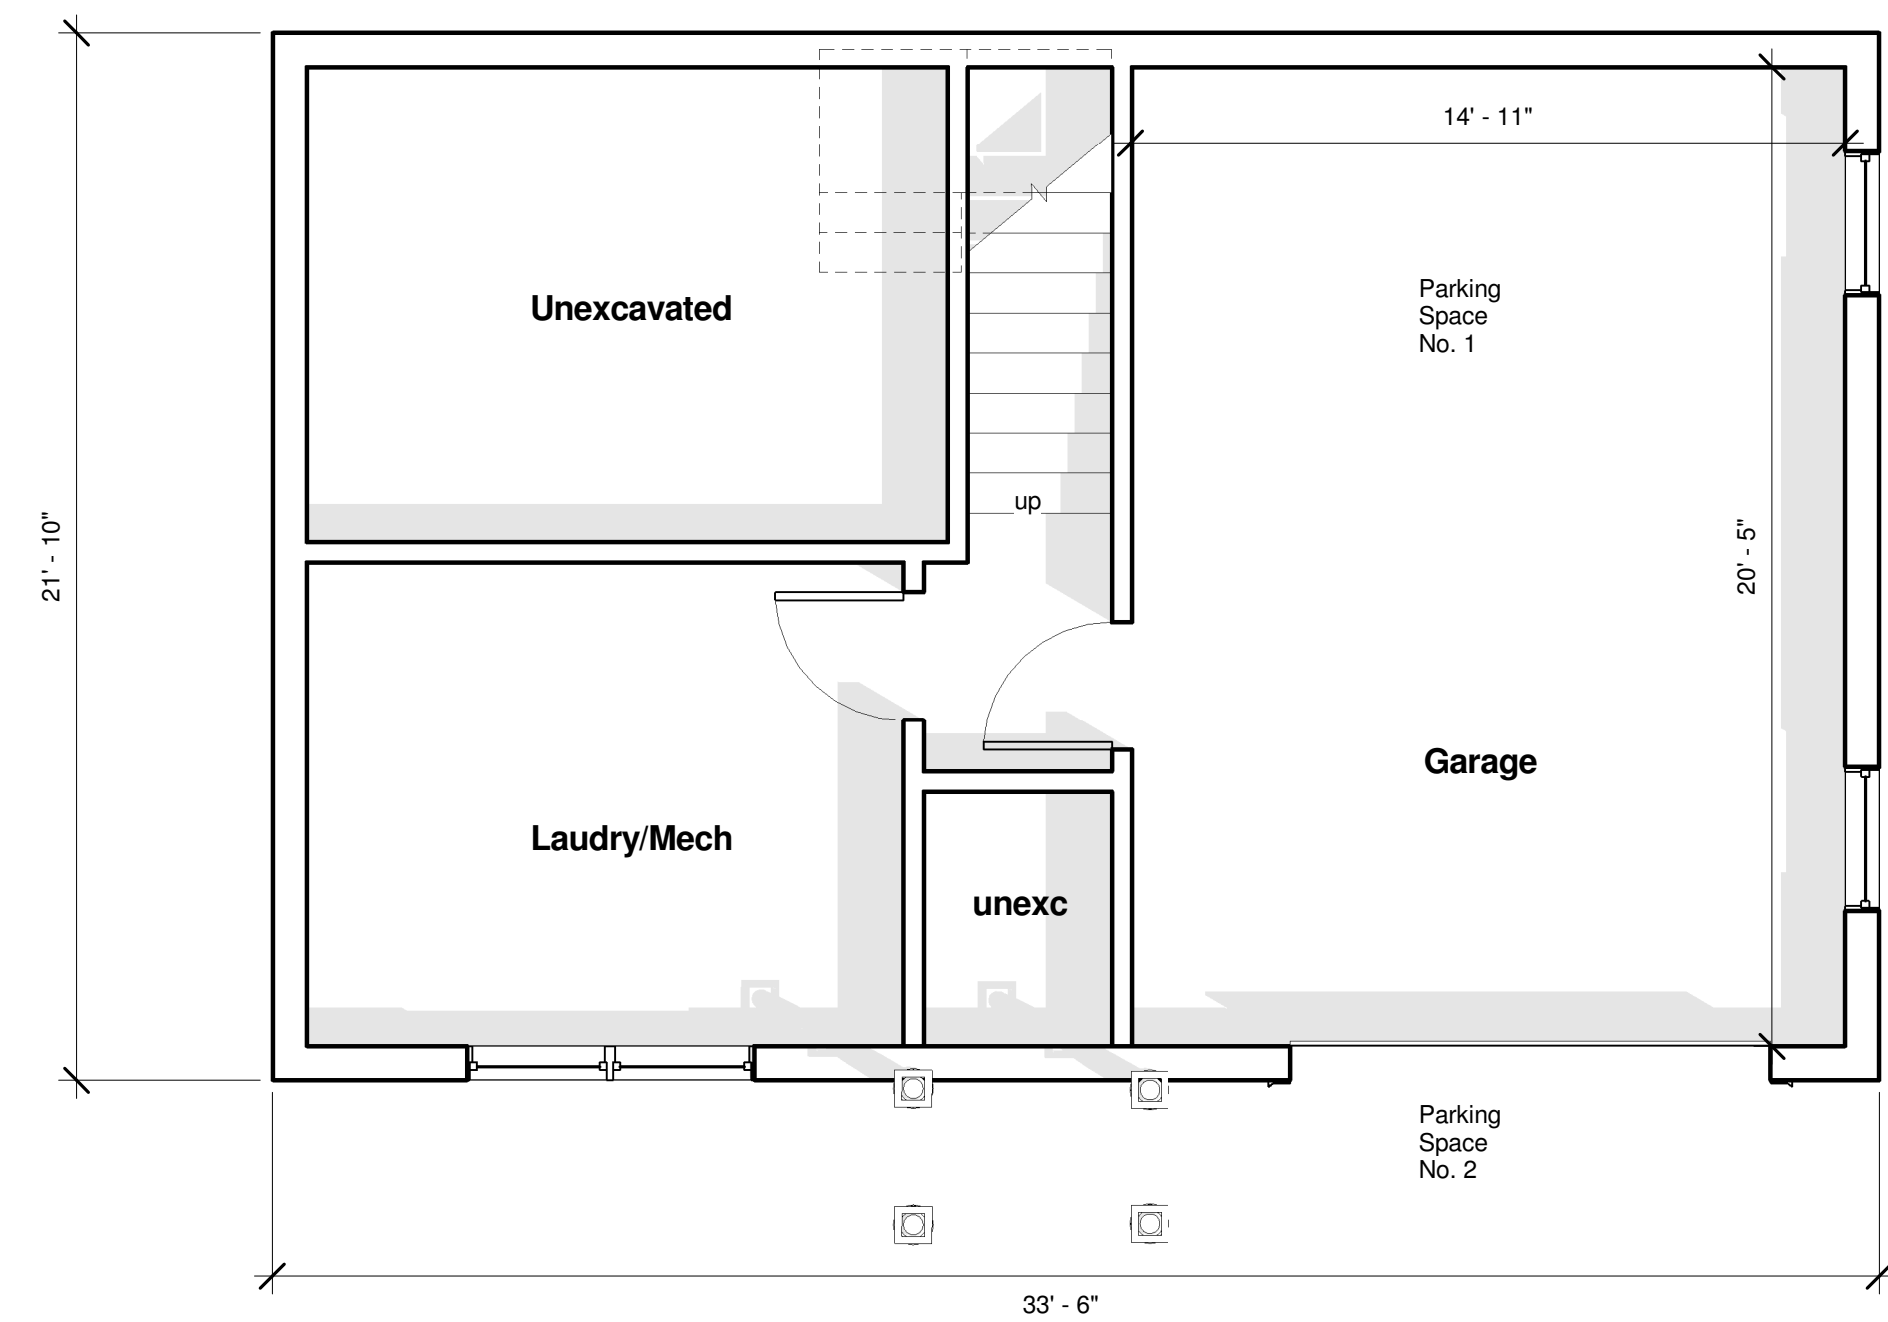 14' - 11"
Parking
Space
No. 1
Unexcavated
up
21' - 10"
20' - 5"
Garage
Laudry/Mech
unexc
Parking
Space
No. 2
33' - 6"